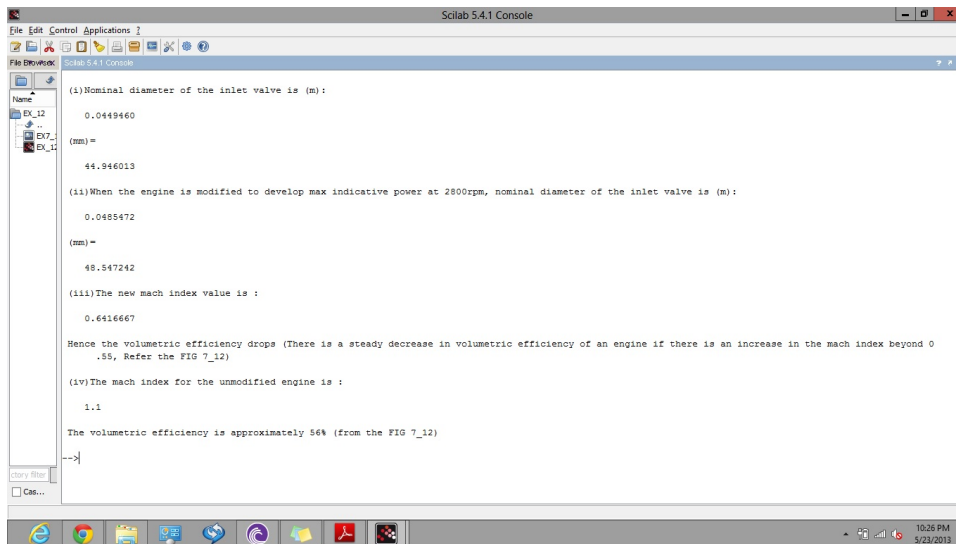 Scilab 5.4.1 Console
File Edit Control Applications ?
Scilab 5.4.1 Console
Name
EX_12
..
(i)Nominal diameter of the inlet valve is (m):
0.0449460
(mm)=
44.946013
(ii)When the engine is modified to develop max indicative power at 2800rpm, nominal diameter of the inlet valve is (m):
0.0485472
(mm)=
48.547242
(iii)The new mach index value is :
0.6416667
Hence the volumetric efficiency drops (There is a steady decrease in volumetric efficiency of an engine if there is an increase in the mach index beyond 0
.55, Refer the FIG 7_12)
(iv)The mach index for the unmodified engine is :
1.1
The volumetric efficiency is approximately 56% (from the FIG 7_12)
-->
ctory filter
Cas...
10:26 PM
5/23/2013